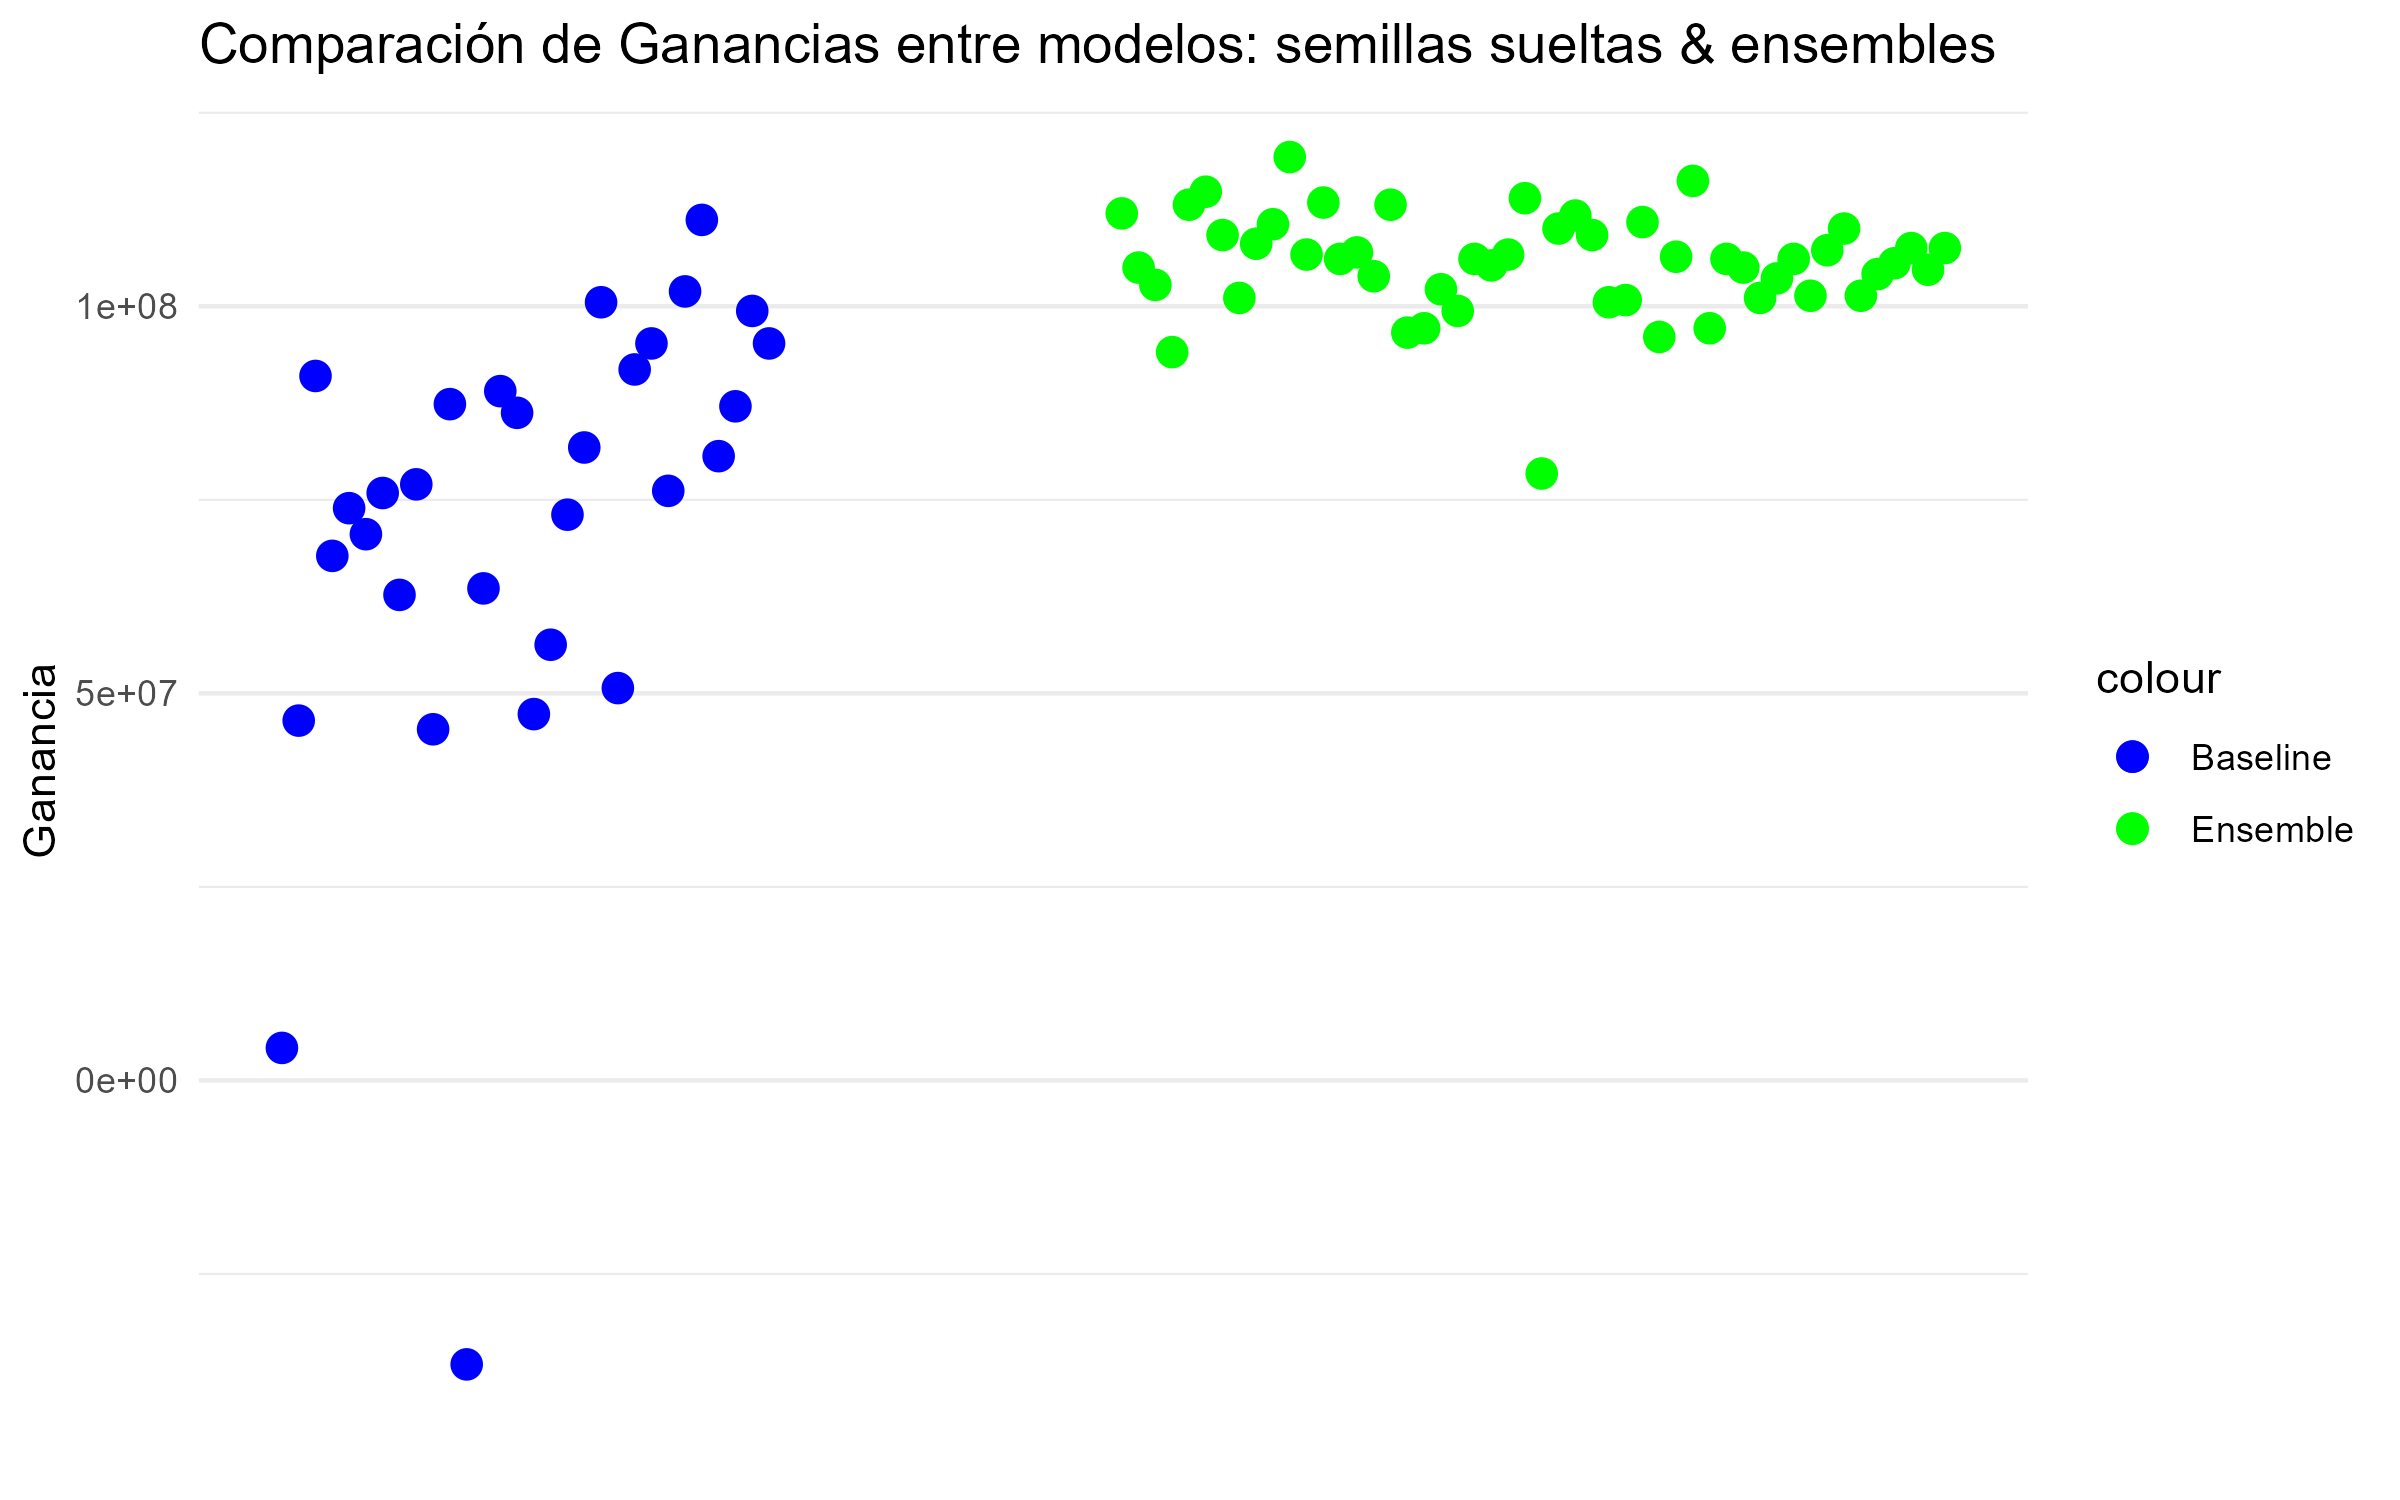 Comparación de Ganancias entre modelos: semillas sueltas & ensembles
Ganancia
1e+08
5e+07
0e+00
colour
Baseline
Ensemble